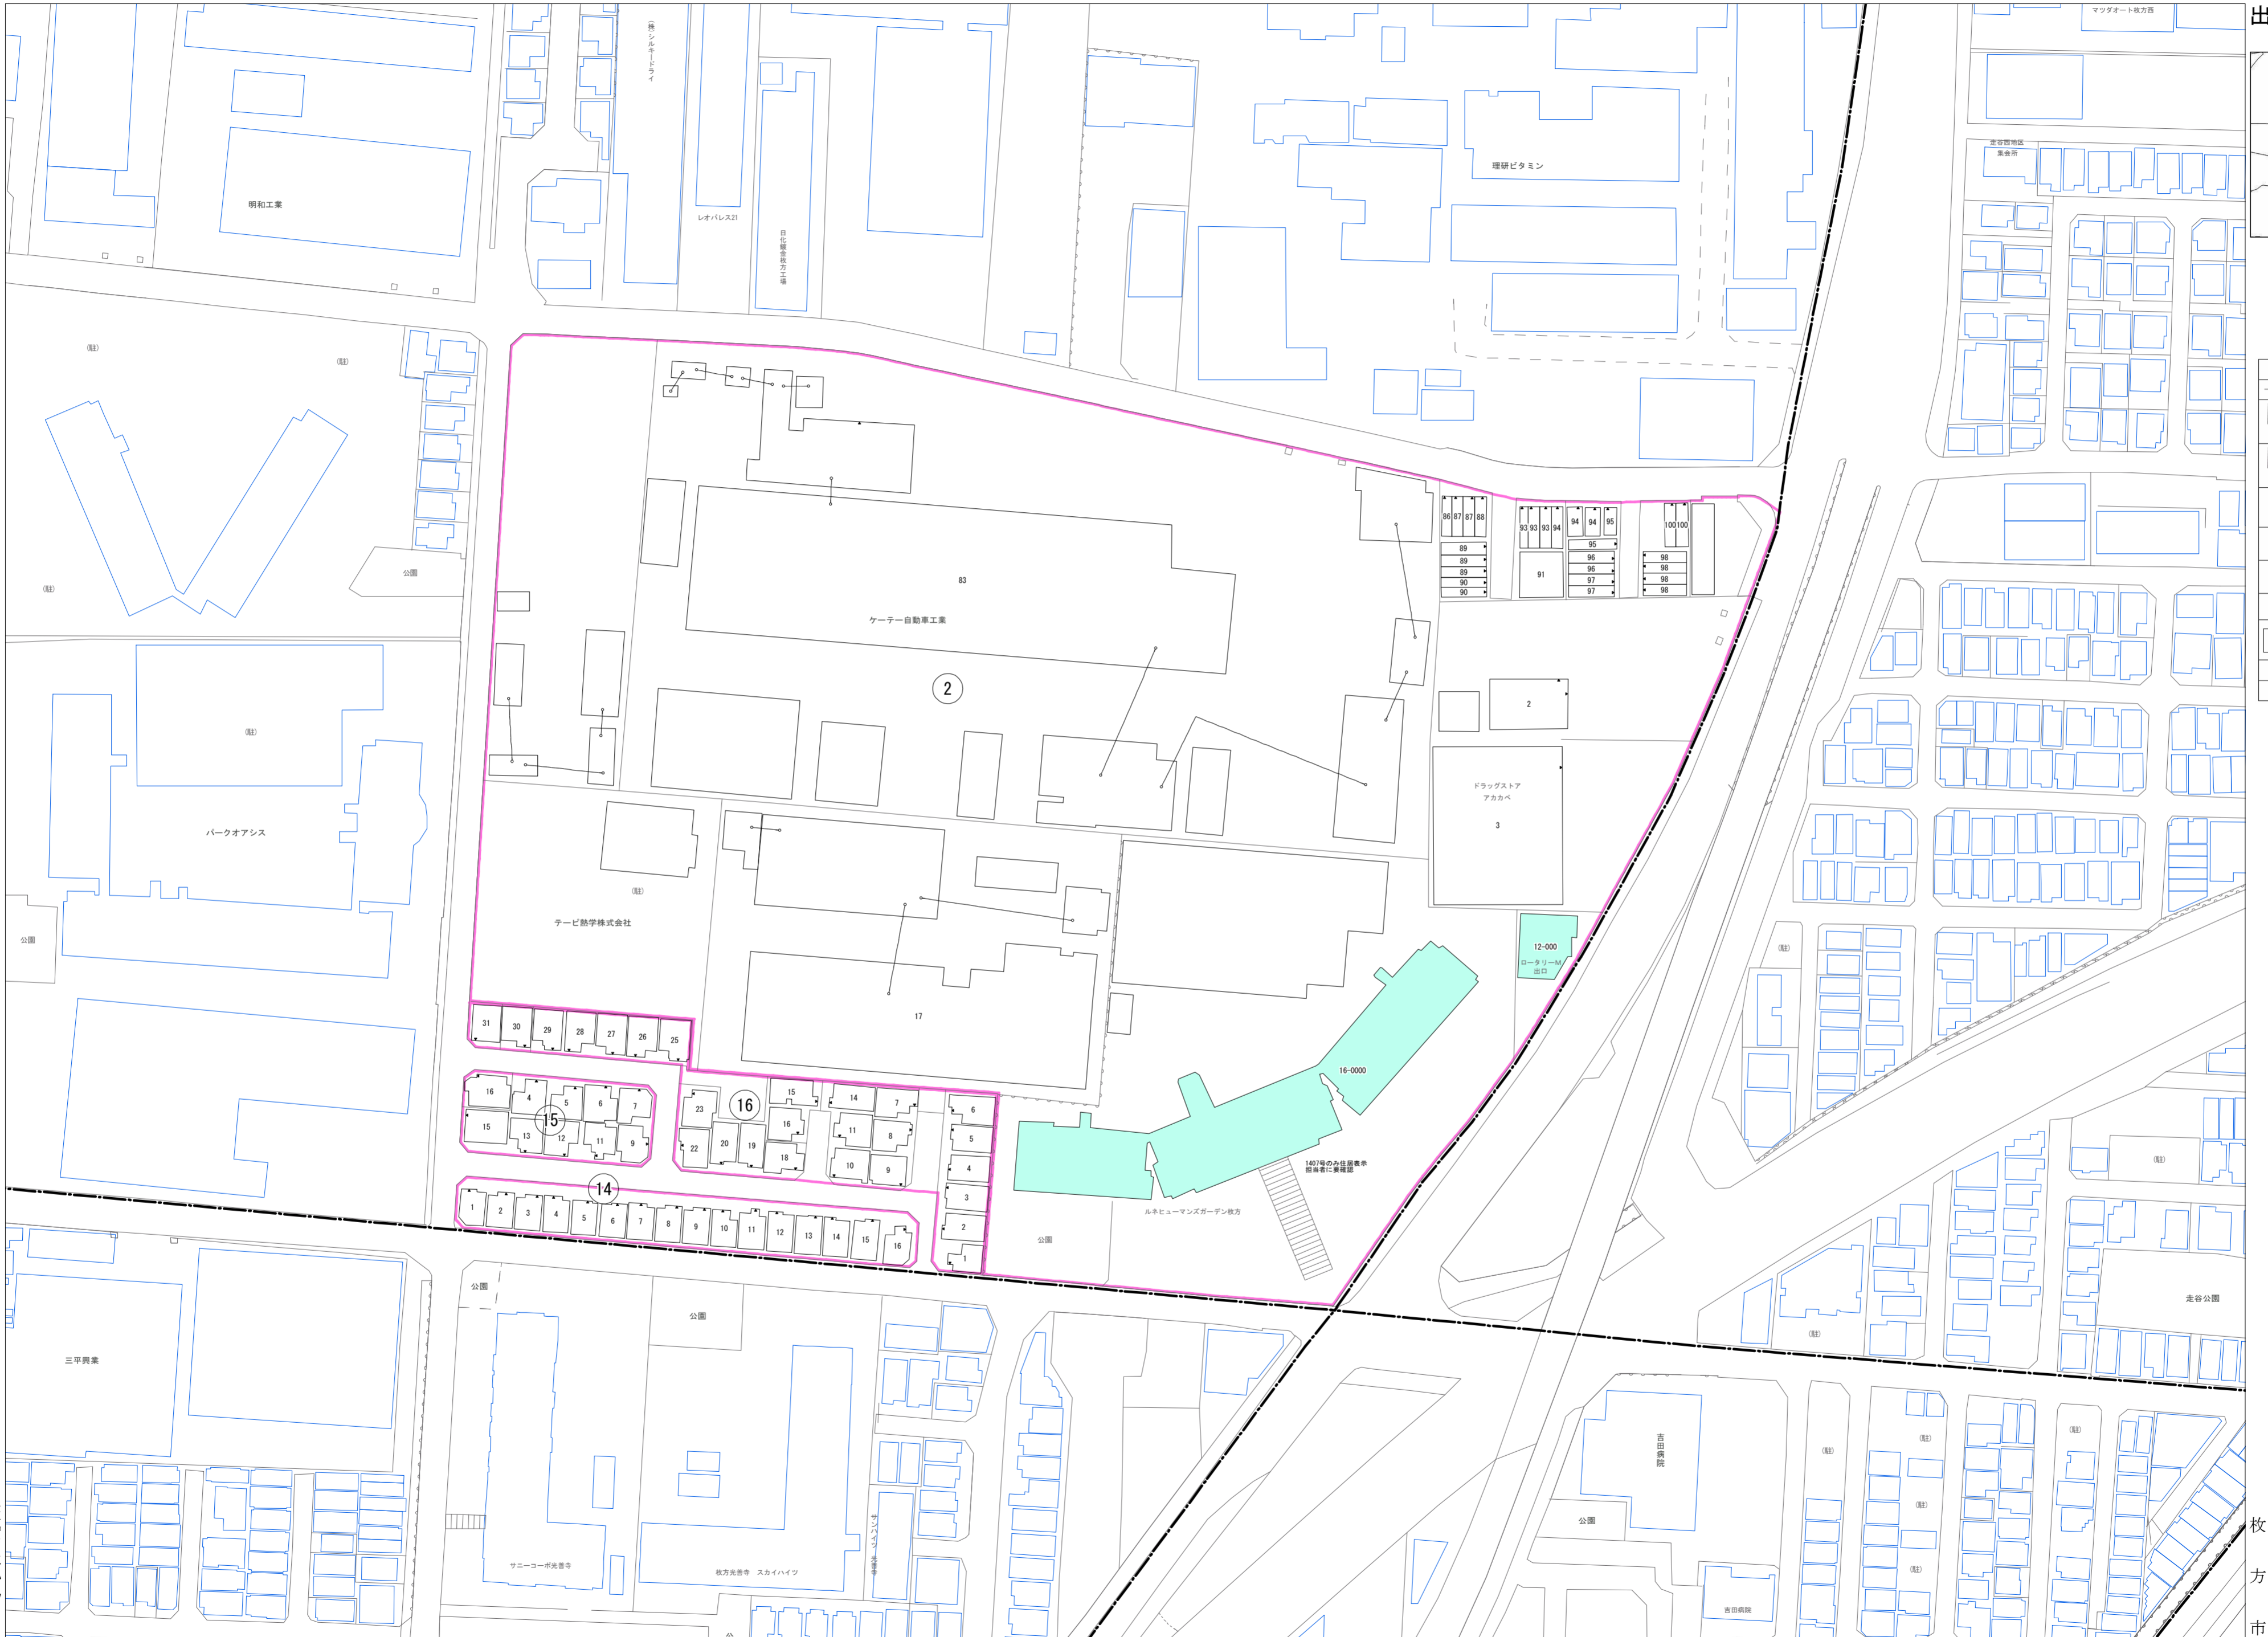 マツダオート枚方西
出
(株)シルキードライ
走谷西地区
集会所
理研ビタミン
明和工業
レオパレス21
日化鍍金枚方工場
(駐)
(駐)
86 87 87 88
93 93 93 94
94 94 95
100 100
89
89
89
90
90
91
95
96
96
97
97
98
98
98
98
公園
83
(駐)
ケーテー自動車工業
2
2
(駐)
ドラッグストア
アカカベ
3
パークオアシス
(駐)
テービ熱学株式会社
公園
12-000
ロータリーM
出口
(駐)
17
31 30 29 28 27 26 25
16-0000
16 4 5 6 7
15
15 13 12 11 9
23
16
15
14 7
16
11 8
22 20 19 18
10 9
6
5
4
3
2
1
14
1 2 3 4 5 6 7 8 9 10 11 12 13 14 15 16
1407号のみ住居表示
担当者に要確認
ルネヒューマンズガーデン枚方
公園
(駐)
走谷公園
(駐)
公園
公園
三平興業
吉田病院
(駐)
(駐)
(駐)
(駐)
(駐)
公園
サンハイツ 光善寺
サニーコーポ光善寺
枚方光善寺 スカイハイツ
吉田病院
枚方市